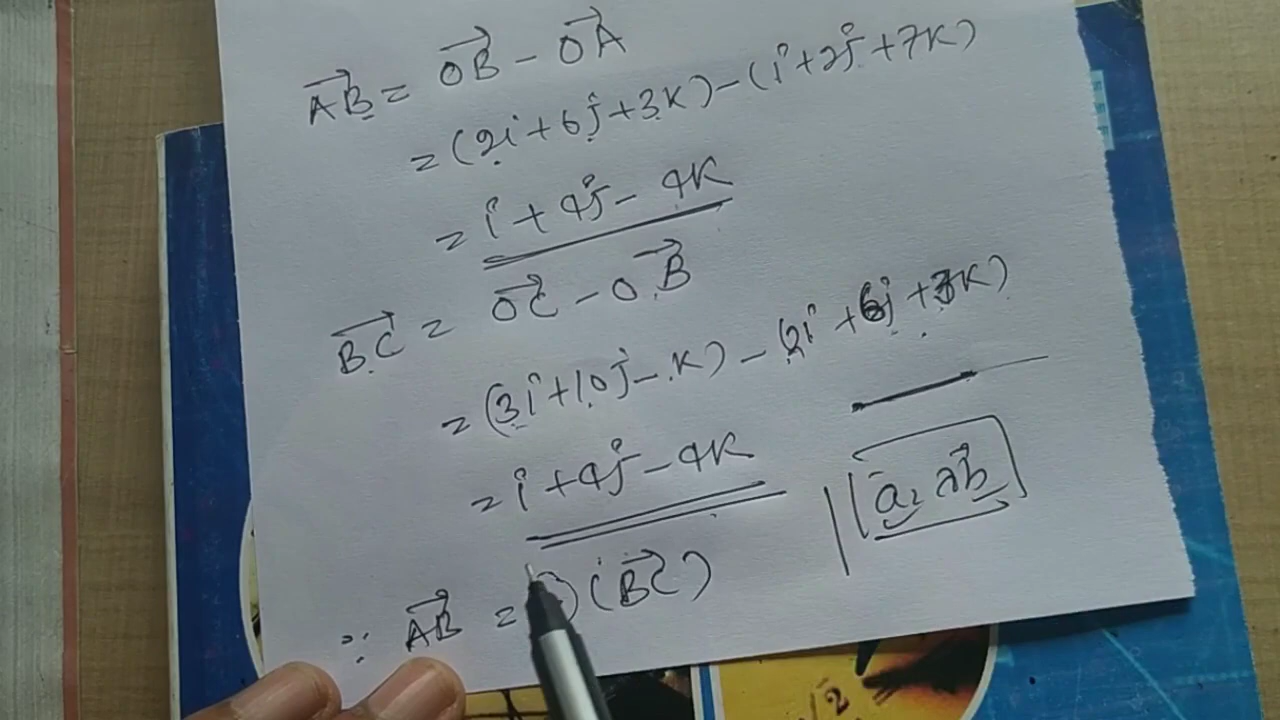 AB = OB - OA
= (2i + 6j + 3K) - (i + 2j + 7K)
= i + 4j - 4K
BC = OC - OB
= (3i + 10j - K) - (2i + 6j + 3K)
= i + 4j - 4K
a = λb
∵ AB = ( ) (BC)
√2